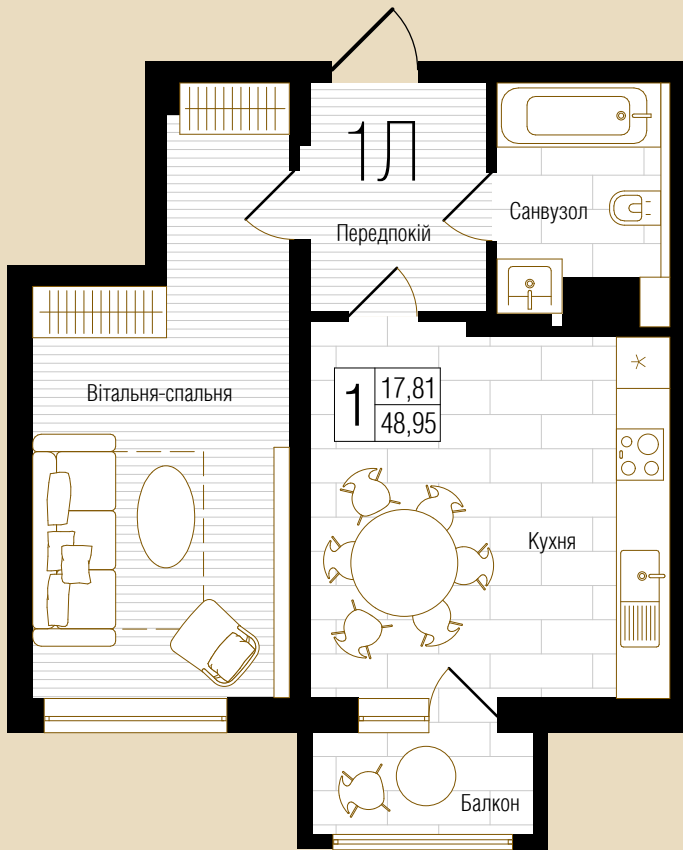 1Л
Передпокій
Санвузол
Вітальня-спальня
1
17,81
48,95
Кухня
Балкон